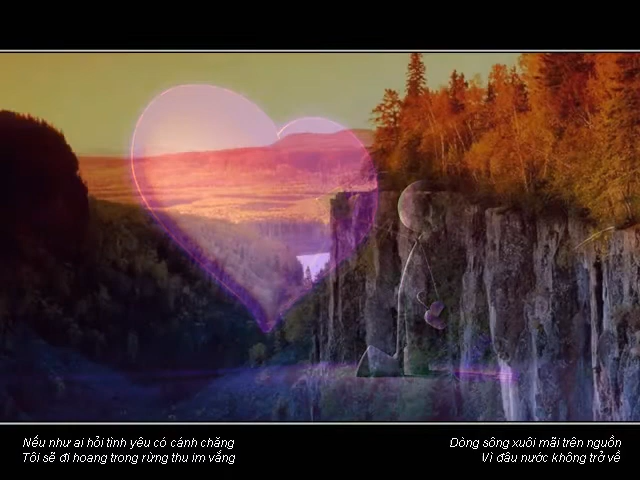 Nếu như ai hỏi tình yêu có cánh chăng
Tôi sẽ đi hoang trong rừng thu im vắng
Dòng sông xuôi mãi trên nguồn
Vì đâu nước không trở về